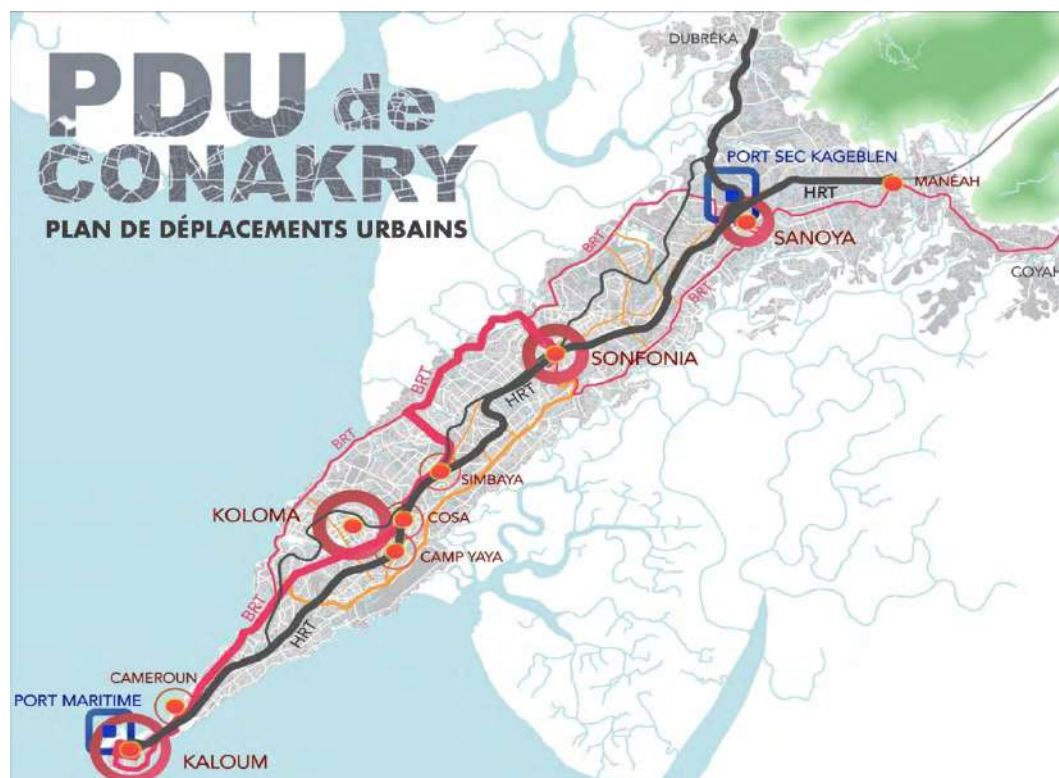 PDU de
CONAKRY
PLAN DE DÉPLACEMENTS URBAINS
DUBRÉKA
PORT SEC KAGEBLEN
HRT
MANÉAH
SANOYA
COYAH
BRT
BRT
SONFONIA
BRT
HRT
BRT
SIMBAYA
KOLOMA
COSA
CAMP YAYA
BRT
HRT
CAMEROUN
PORT MARITIME
KALOUM